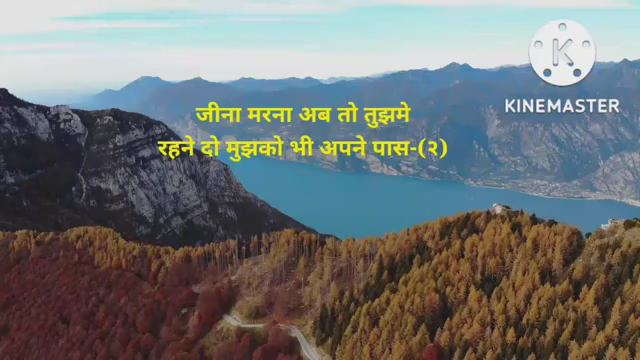 KINEMASTER
जीना मरना अब तो तुझमे
रहने दो मुझको भी अपने पास-(२)